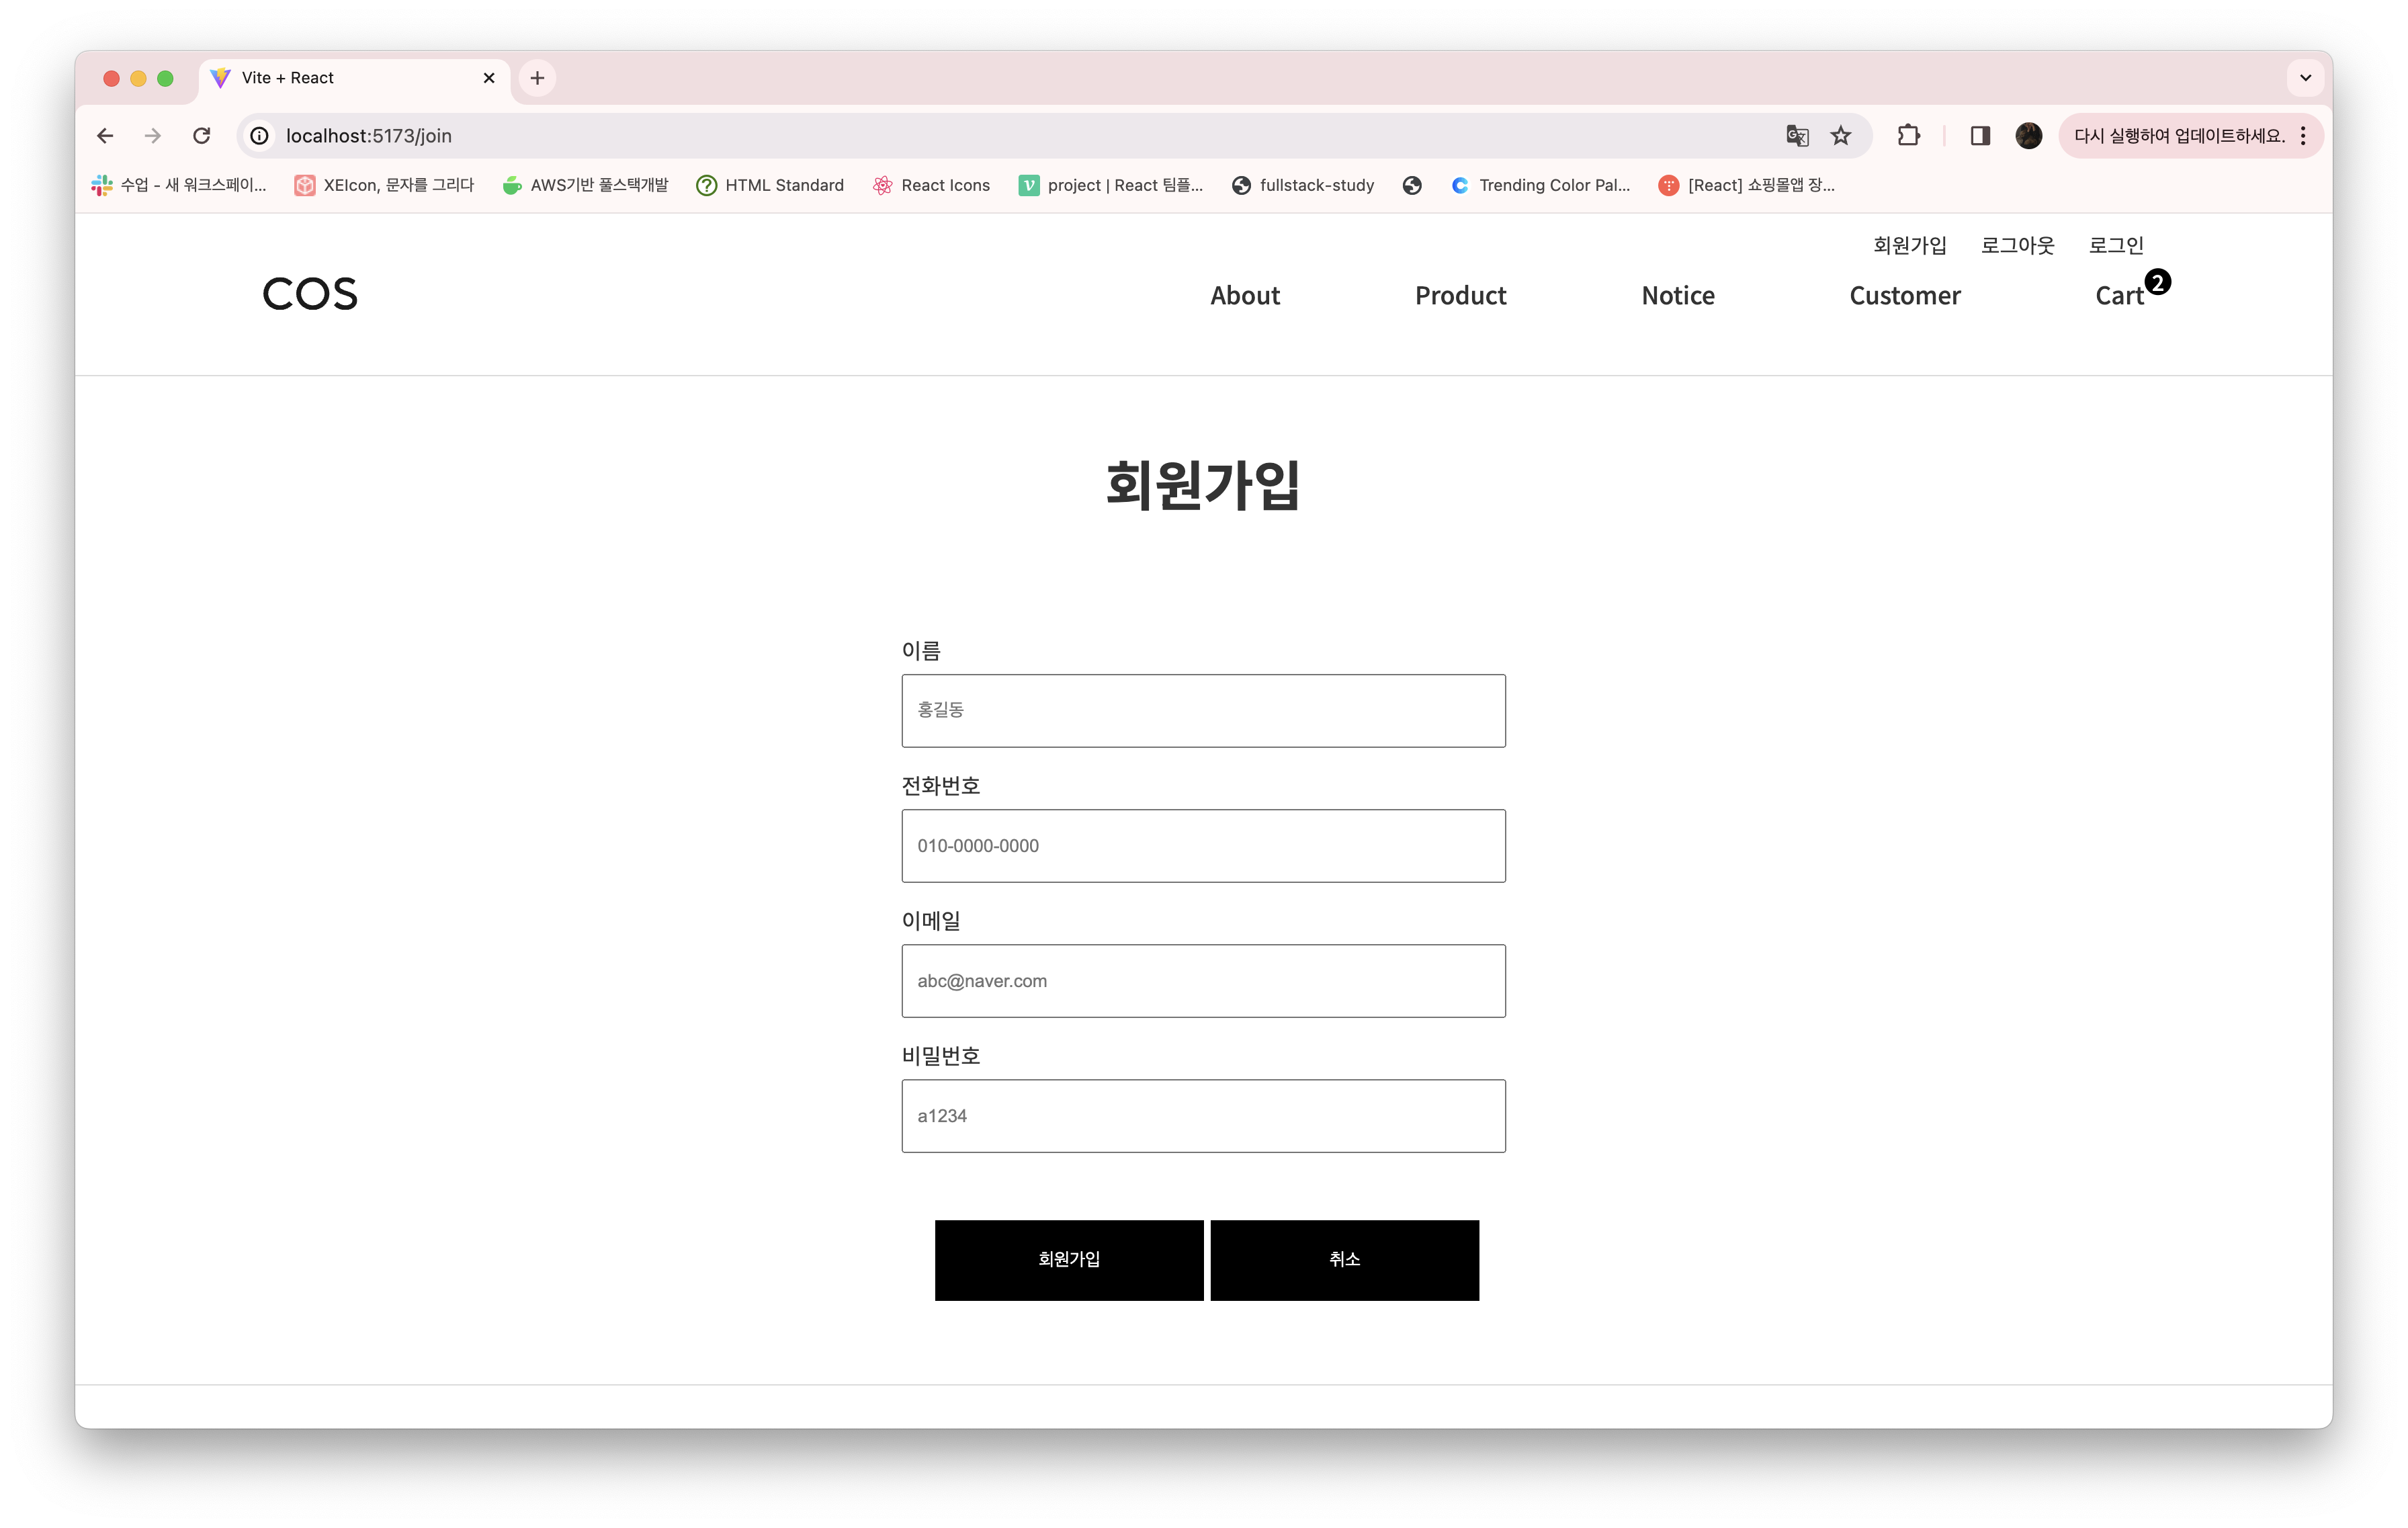 Vite + React
localhost:5173/join
다시 실행하여 업데이트하세요.
수업 - 새 워크스페이... XEIcon, 문자를 그리다 AWS기반 풀스택개발 HTML Standard React Icons project | React 팀플... fullstack-study Trending Color Pal... [React] 쇼핑몰앱 장...
회원가입 로그아웃 로그인
COS About Product Notice Customer Cart 2
회원가입
이름
홍길동
전화번호
010-0000-0000
이메일
abc@naver.com
비밀번호
a1234
회원가입 취소